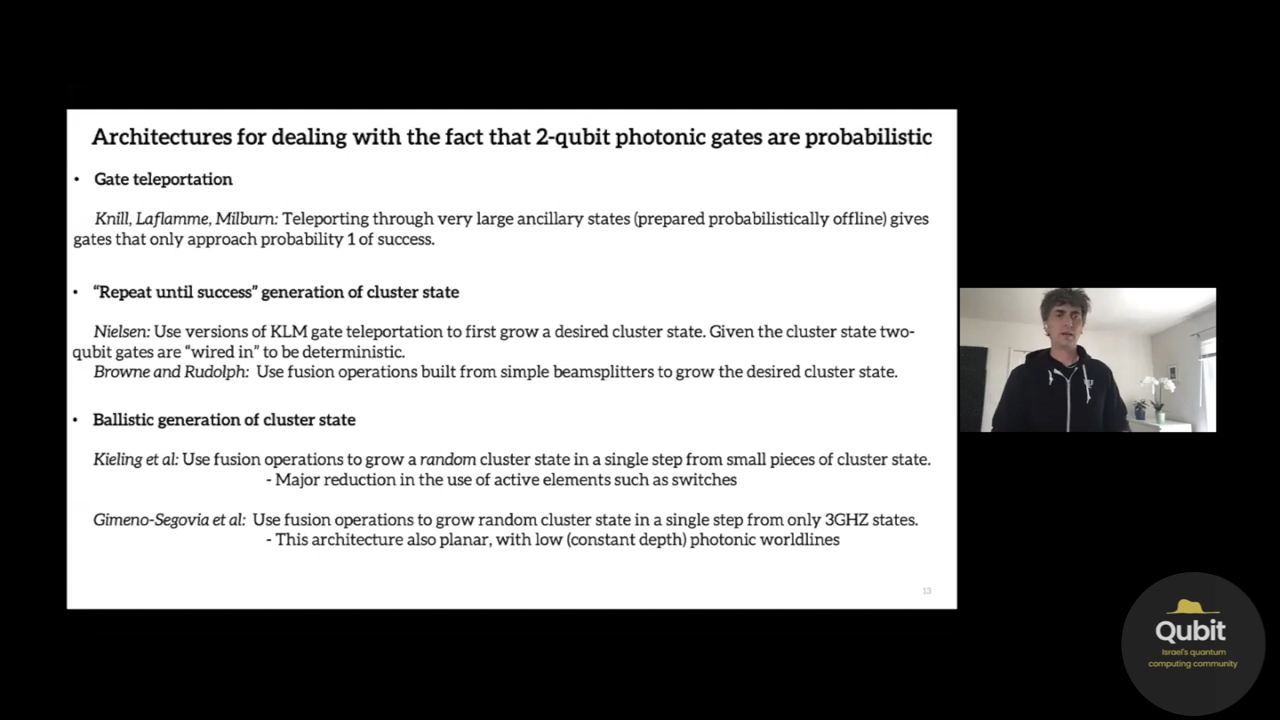 Architectures for dealing with the fact that 2-qubit photonic gates are probabilistic
• Gate teleportation
Knill, Laflamme, Milburn: Teleporting through very large ancillary states (prepared probabilistically offline) gives
gates that only approach probability 1 of success.
• “Repeat until success” generation of cluster state
Nielsen: Use versions of KLM gate teleportation to first grow a desired cluster state. Given the cluster state two-
qubit gates are “wired in” to be deterministic.
Browne and Rudolph: Use fusion operations built from simple beamsplitters to grow the desired cluster state.
• Ballistic generation of cluster state
Kieling et al: Use fusion operations to grow a random cluster state in a single step from small pieces of cluster state.
- Major reduction in the use of active elements such as switches
Gimeno-Segovia et al: Use fusion operations to grow random cluster state in a single step from only 3GHZ states.
- This architecture also planar, with low (constant depth) photonic worldlines
13
Qubit
Israel's quantum
computing community